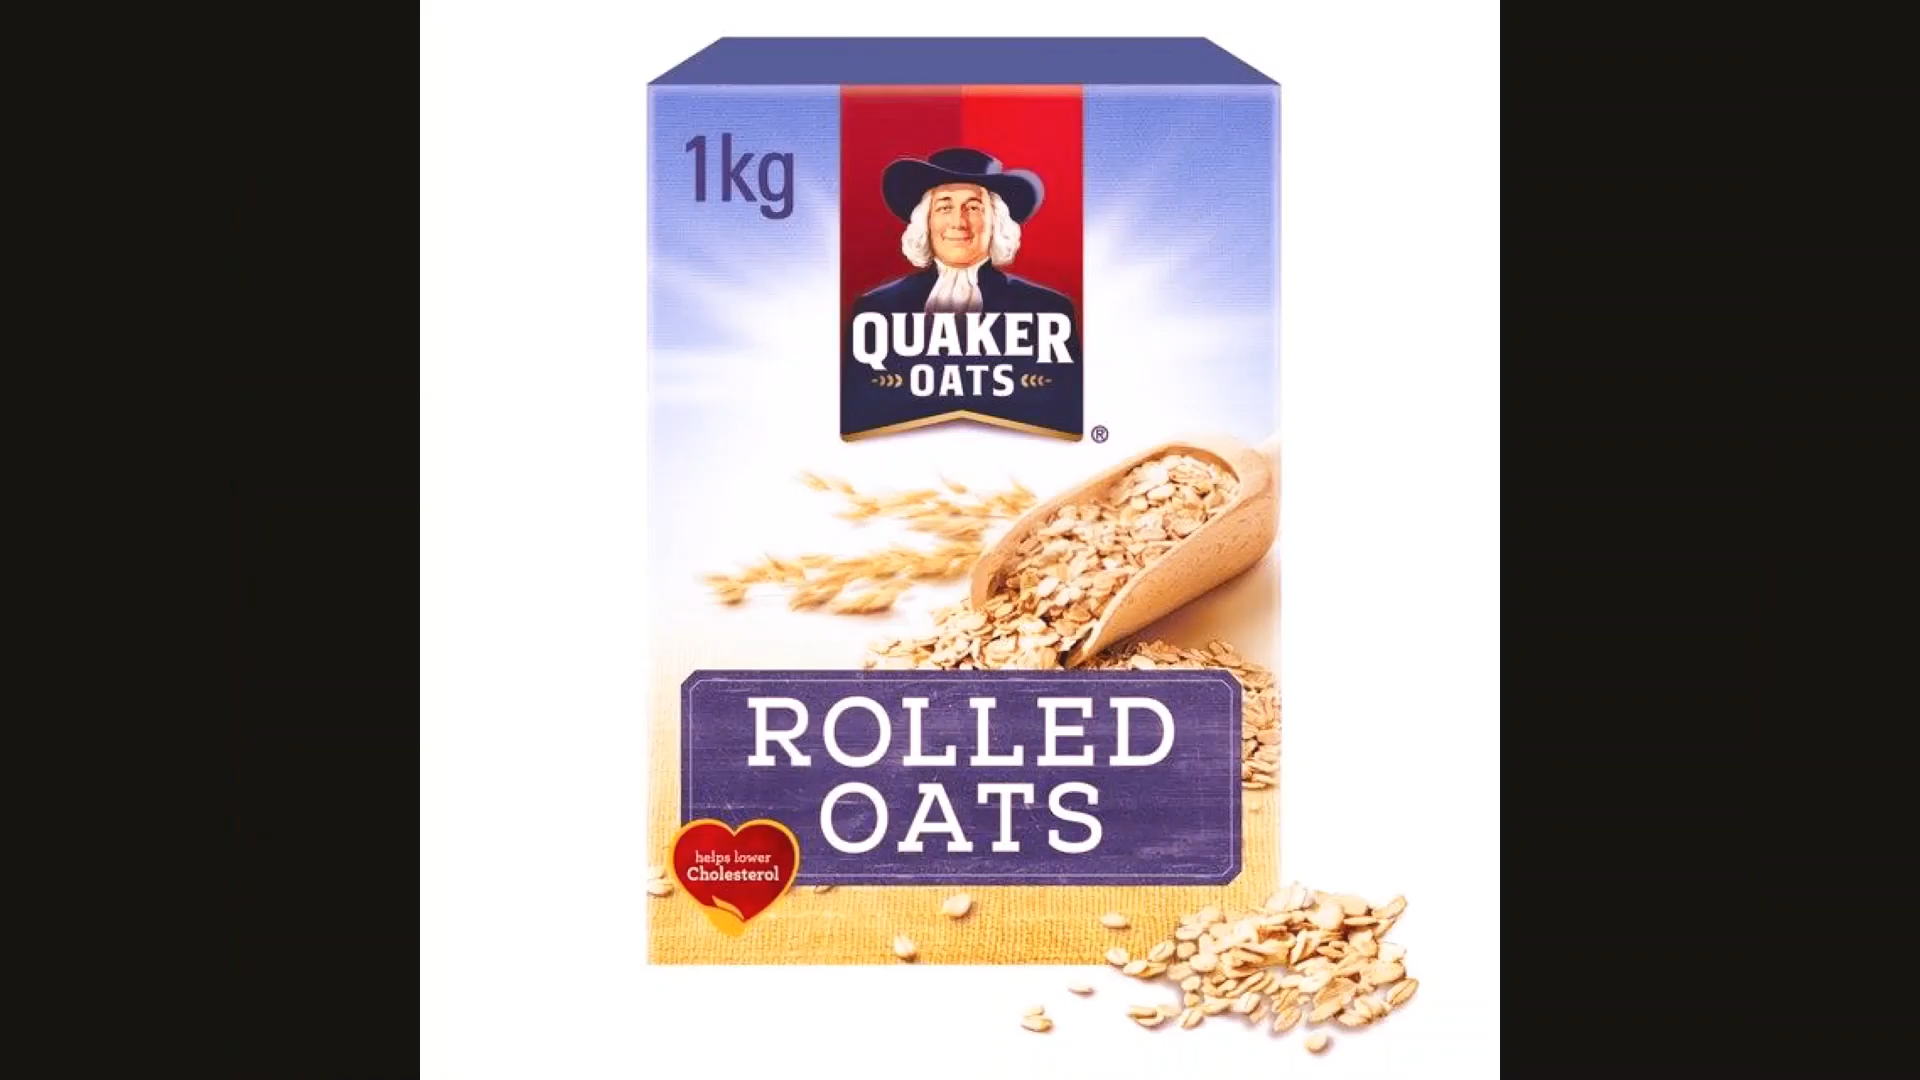 1kg
QUAKER
OATS
®
ROLLED
OATS
helps lower
Cholesterol